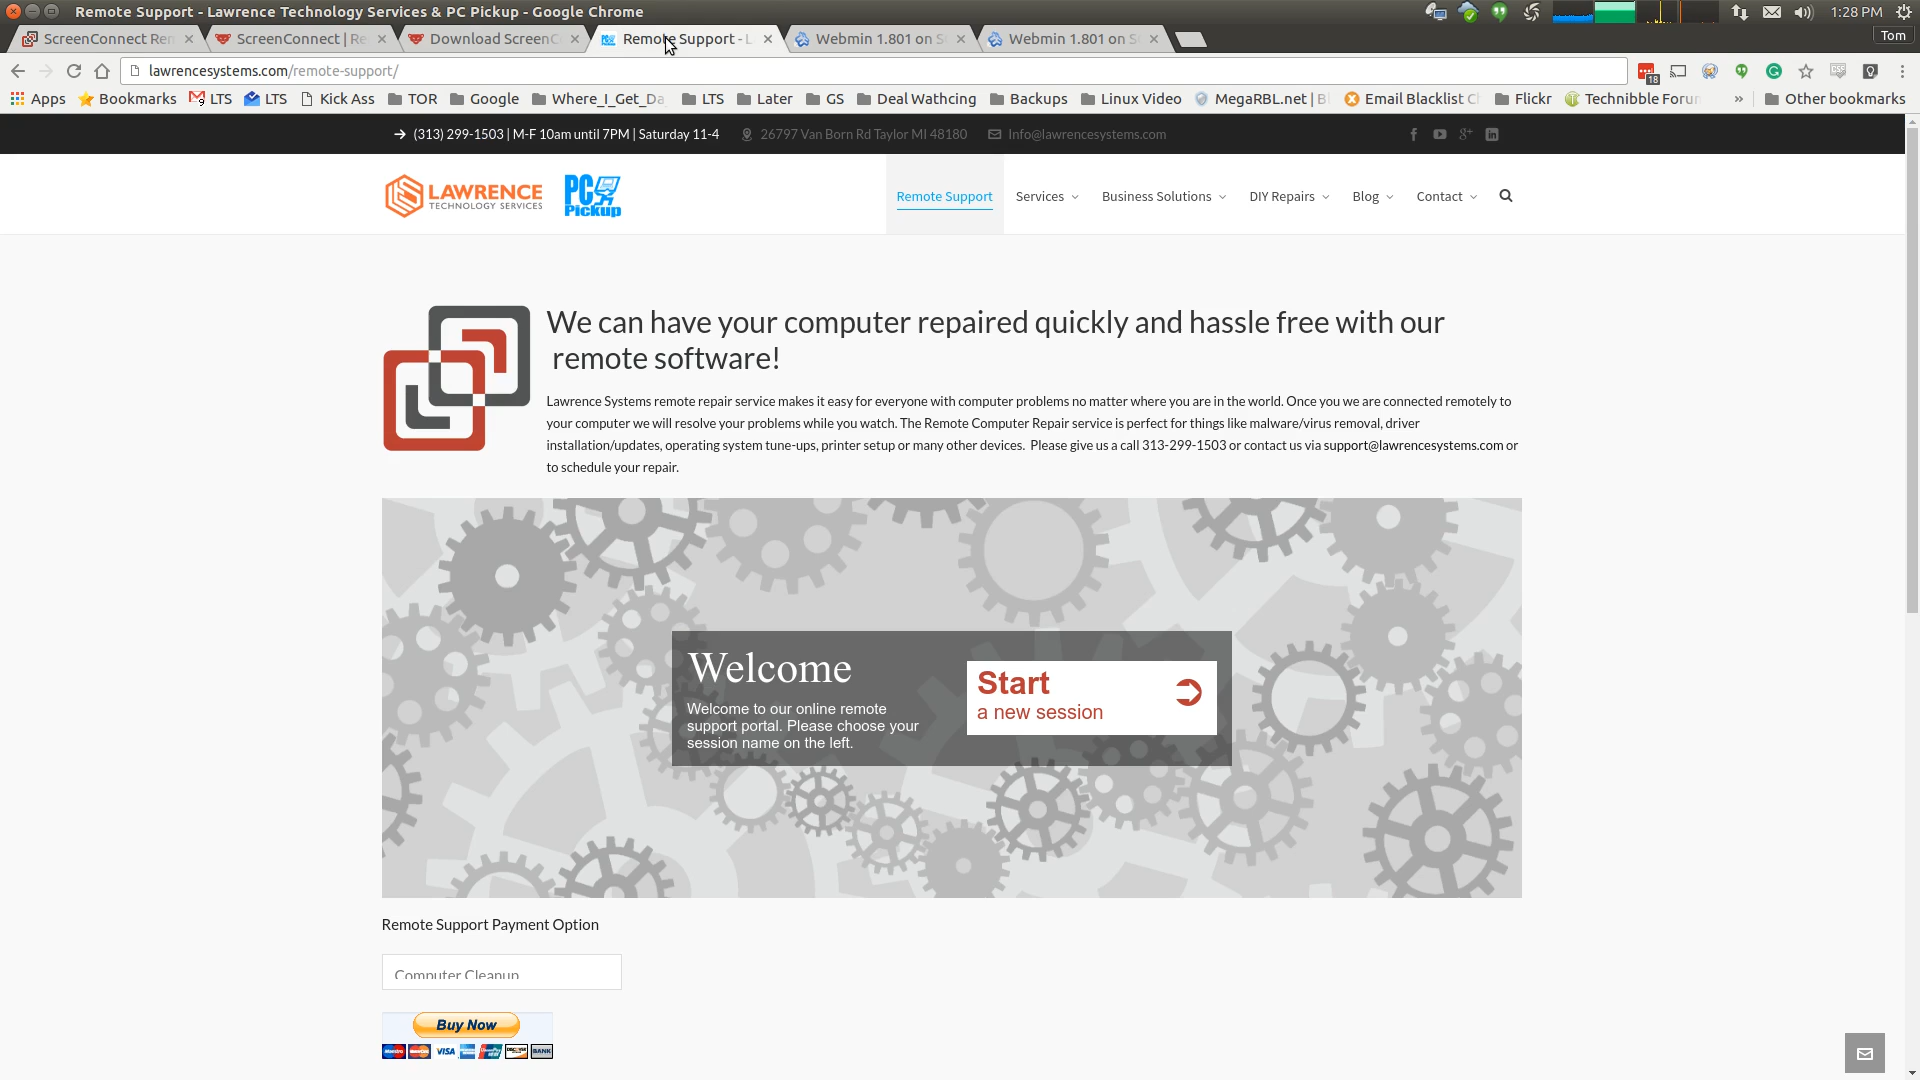 Remote Support - Lawrence Technology Services & PC Pickup - Google Chrome
1:28 PM
ScreenConnect Rem
ScreenConnect | Re
Download ScreenC
Remote Support - L
Webmin 1.801 on S
Webmin 1.801 on S
Tom
lawrencesystems.com/remote-support/
18
Apps
Bookmarks
LTS
LTS
Kick Ass
TOR
Google
Where_I_Get_Da
LTS
Later
GS
Deal Wathcing
Backups
Linux Video
MegaRBL.net | Bl
Email Blacklist C
Flickr
Technibble Forun
»
Other bookmarks
(313) 299-1503 | M-F 10am until 7PM | Saturday 11-4
26797 Van Born Rd Taylor MI 48180
Info@lawrencesystems.com
LAWRENCE
TECHNOLOGY SERVICES
PC
Pickup
Remote Support
Services
Business Solutions
DIY Repairs
Blog
Contact
We can have your computer repaired quickly and hassle free with our
remote software!
Lawrence Systems remote repair service makes it easy for everyone with computer problems no matter where you are in the world. Once you we are connected remotely to
your computer we will resolve your problems while you watch. The Remote Computer Repair service is perfect for things like malware/virus removal, driver
installation/updates, operating system tune-ups, printer setup or many other devices. Please give us a call 313-299-1503 or contact us via support@lawrencesystems.com or
to schedule your repair.
Welcome
Welcome to our online remote
support portal. Please choose your
session name on the left.
Start
a new session
Remote Support Payment Option
Computer Cleanup
Buy Now
VISA
BANK